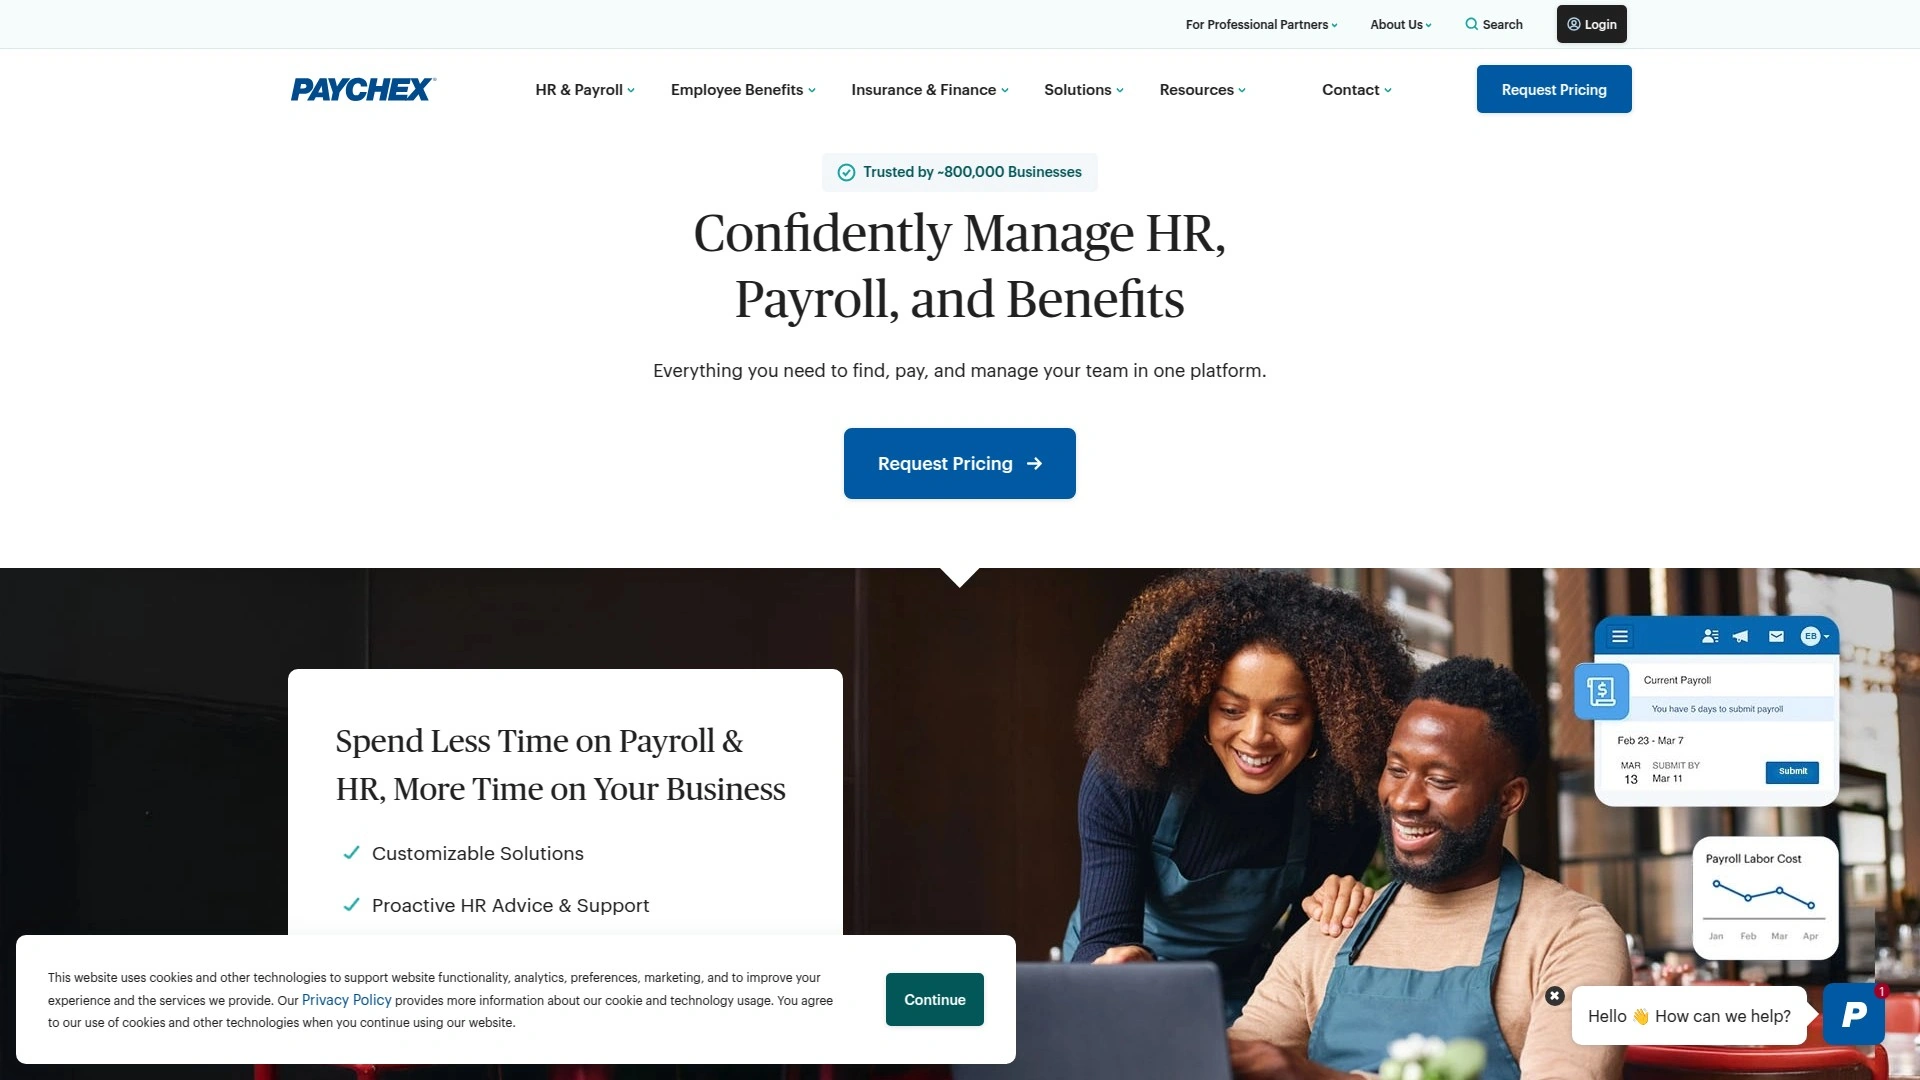 For Professional Partners
About Us
Search
Login
PAYCHEX®
HR & Payroll
Employee Benefits
Insurance & Finance
Solutions
Resources
Contact
Request Pricing
Trusted by ~800,000 Businesses
Confidently Manage HR,
Payroll, and Benefits
Everything you need to find, pay, and manage your team in one platform.
Request Pricing
EB
Current Payroll
You have 5 days to submit payroll
Feb 23 - Mar 7
MAR
13
SUBMIT BY
Mar 11
Submit
Spend Less Time on Payroll &
HR, More Time on Your Business
Customizable Solutions
Proactive HR Advice & Support
Payroll Labor Cost
Jan Feb Mar Apr
This website uses cookies and other technologies to support website functionality, analytics, preferences, marketing, and to improve your
experience and the services we provide. Our Privacy Policy provides more information about our cookie and technology usage. You agree
to our use of cookies and other technologies when you continue using our website.
Continue
Hello 👋 How can we help?
P
1